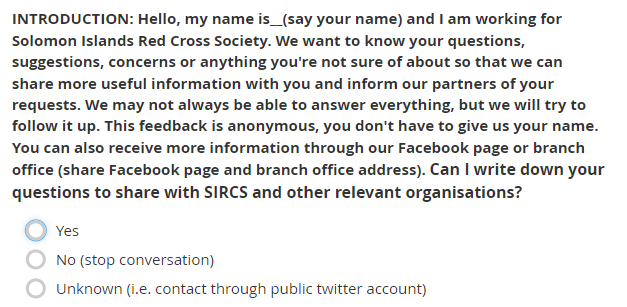 INTRODUCTION: Hello, my name is__(say your name) and I am working for
Solomon Islands Red Cross Society. We want to know your questions,
suggestions, concerns or anything you're not sure of about so that we can
share more useful information with you and inform our partners of your
requests. We may not always be able to answer everything, but we will try to
follow it up. This feedback is anonymous, you don't have to give us your name.
You can also receive more information through our Facebook page or branch
office (share Facebook page and branch office address). Can I write down your
questions to share with SIRCS and other relevant organisations?
Yes
No (stop conversation)
Unknown (i.e. contact through public twitter account)